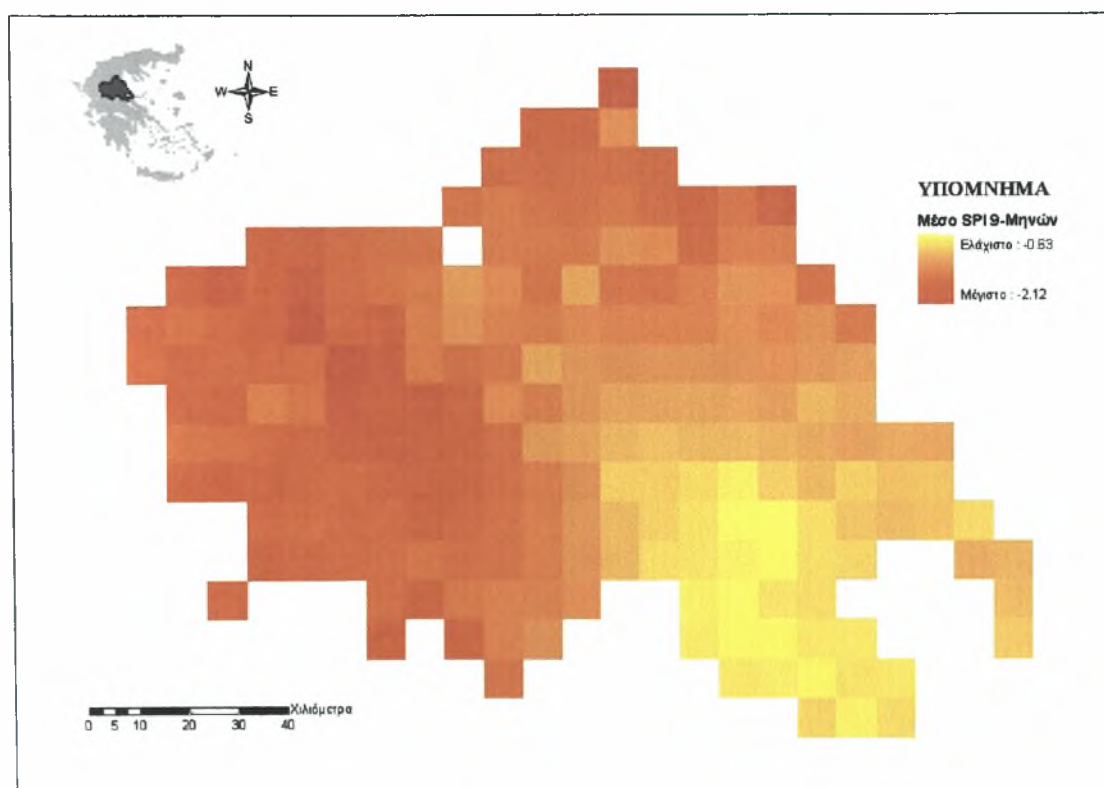 N
W E
S
ΥΠΟΜΝΗΜΑ
Μέσο SPI 9-Μηνών
Ελάχιστο : -0.63
Μέγιστο : -2.12
Χιλιόμετρα
0 5 10 20 30 40